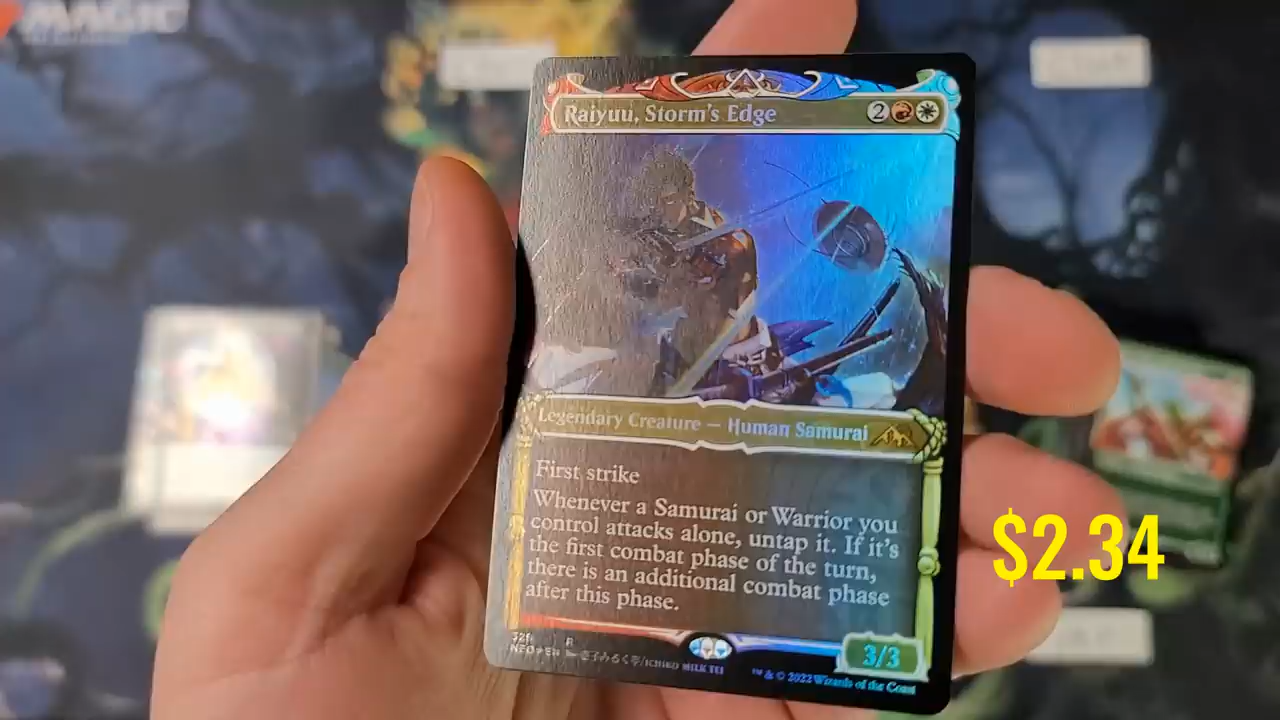 MAGIC
Raiyuu, Storm's Edge
2
Legendary Creature — Human Samurai
First strike
Whenever a Samurai or Warrior you
control attacks alone, untap it. If it's
the first combat phase of the turn,
there is an additional combat phase
after this phase.
3/3
R
NEO • EN
ICHIKO MILK TEI
™ & © 2022 Wizards of the Coast
$2.34